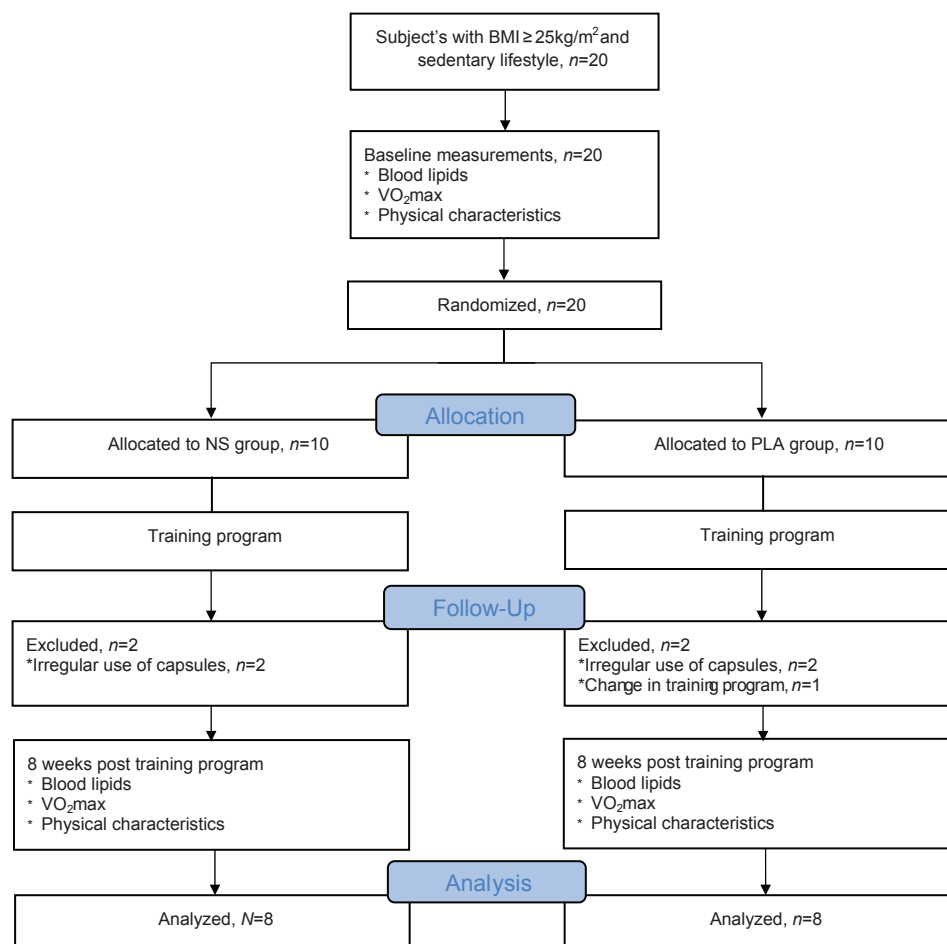 Subject's with BMI ≥ 25kg/m² and
sedentary lifestyle, n=20
Baseline measurements, n=20
* Blood lipids
* VO₂max
* Physical characteristics
Randomized, n=20
Allocation
Allocated to NS group, n=10
Allocated to PLA group, n=10
Training program
Training program
Follow-Up
Excluded, n=2
*Irregular use of capsules, n=2
Excluded, n=2
*Irregular use of capsules, n=2
*Change in training program, n=1
8 weeks post training program
* Blood lipids
* VO₂max
* Physical characteristics
8 weeks post training program
* Blood lipids
* VO₂max
* Physical characteristics
Analysis
Analyzed, N=8
Analyzed, n=8